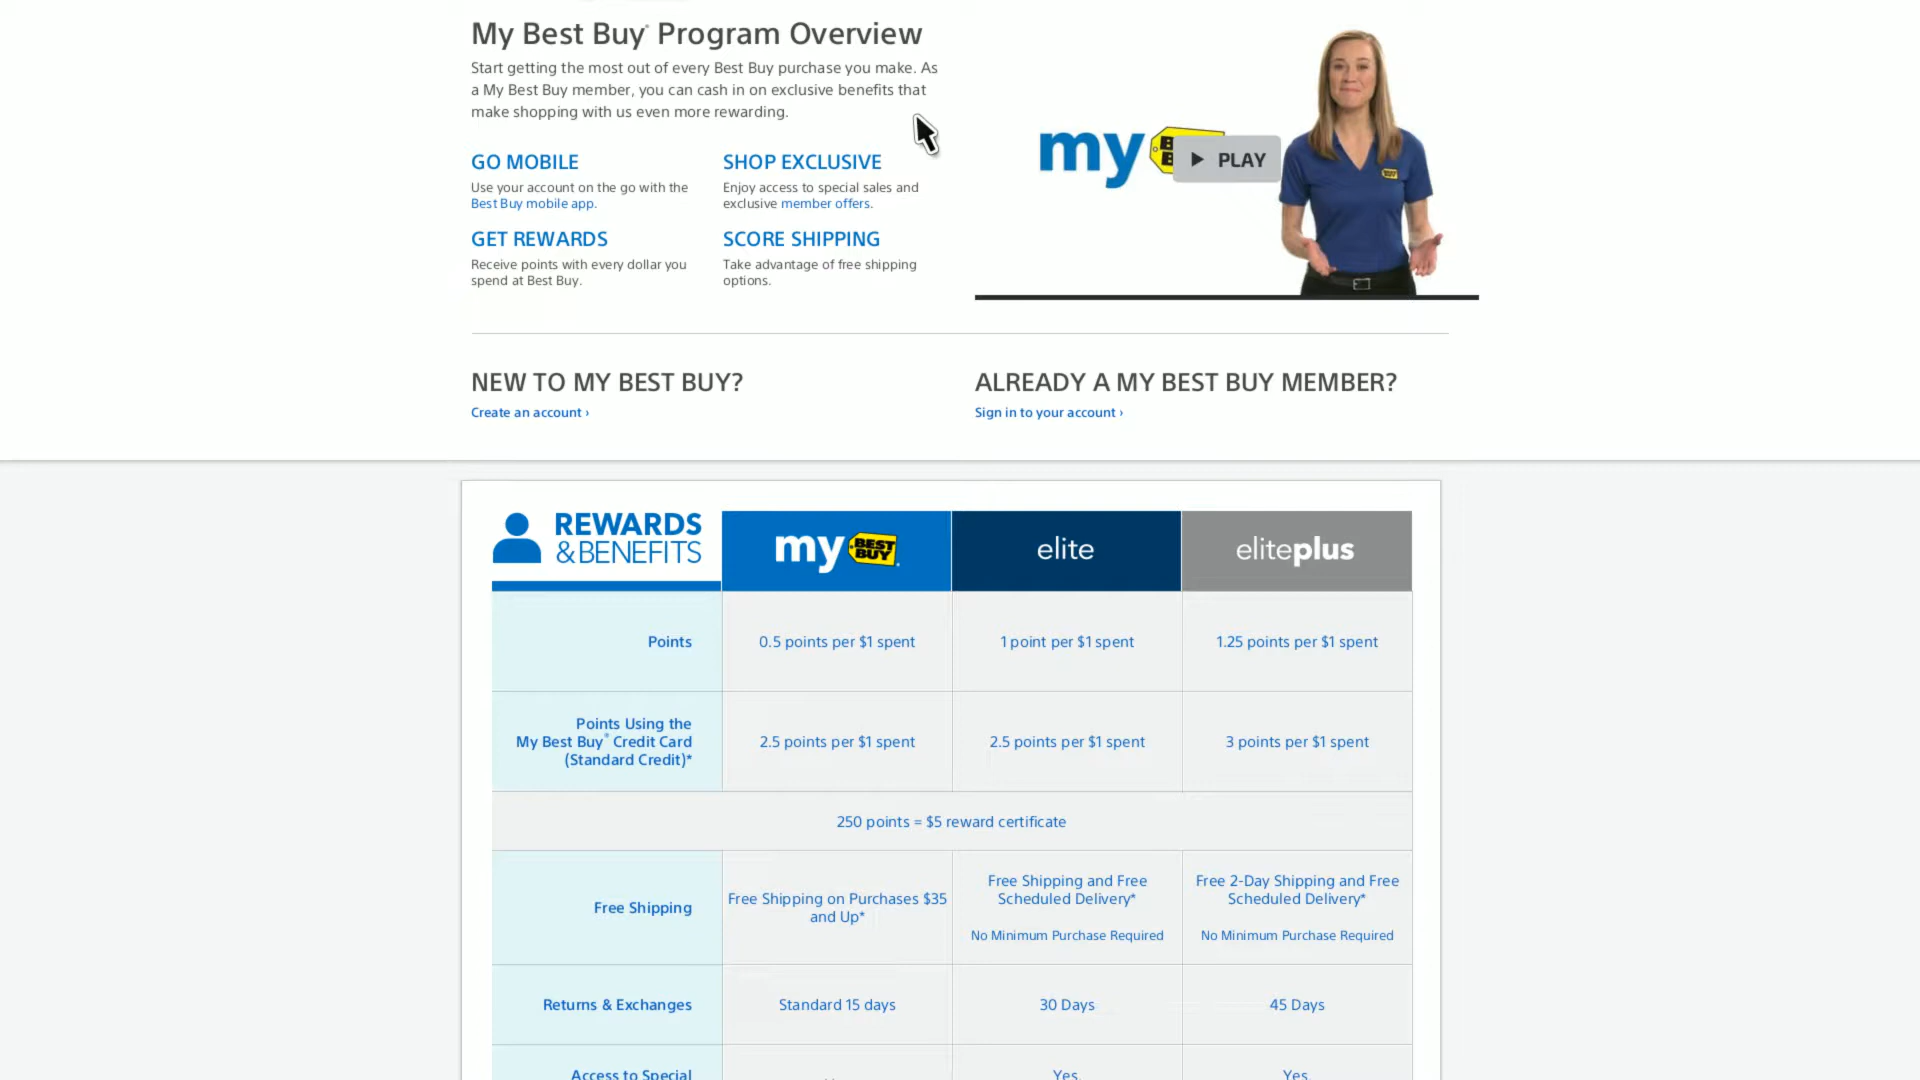 My Best Buy® Program Overview
Start getting the most out of every Best Buy purchase you make. As
a My Best Buy member, you can cash in on exclusive benefits that
make shopping with us even more rewarding.
GO MOBILE
Use your account on the go with the
Best Buy mobile app.
SHOP EXCLUSIVE
Enjoy access to special sales and
exclusive member offers.
GET REWARDS
Receive points with every dollar you
spend at Best Buy.
SCORE SHIPPING
Take advantage of free shipping
options.
my
PLAY
NEW TO MY BEST BUY?
Create an account ›
ALREADY A MY BEST BUY MEMBER?
Sign in to your account ›
REWARDS
& BENEFITS
my BEST BUY®
elite
eliteplus
Points
0.5 points per $1 spent
1 point per $1 spent
1.25 points per $1 spent
Points Using the
My Best Buy® Credit Card
(Standard Credit)*
2.5 points per $1 spent
2.5 points per $1 spent
3 points per $1 spent
250 points = $5 reward certificate
Free Shipping
Free Shipping on Purchases $35
and Up*
Free Shipping and Free
Scheduled Delivery*
No Minimum Purchase Required
Free 2-Day Shipping and Free
Scheduled Delivery*
No Minimum Purchase Required
Returns & Exchanges
Standard 15 days
30 Days
45 Days
Access to Special
Yes.
Yes.